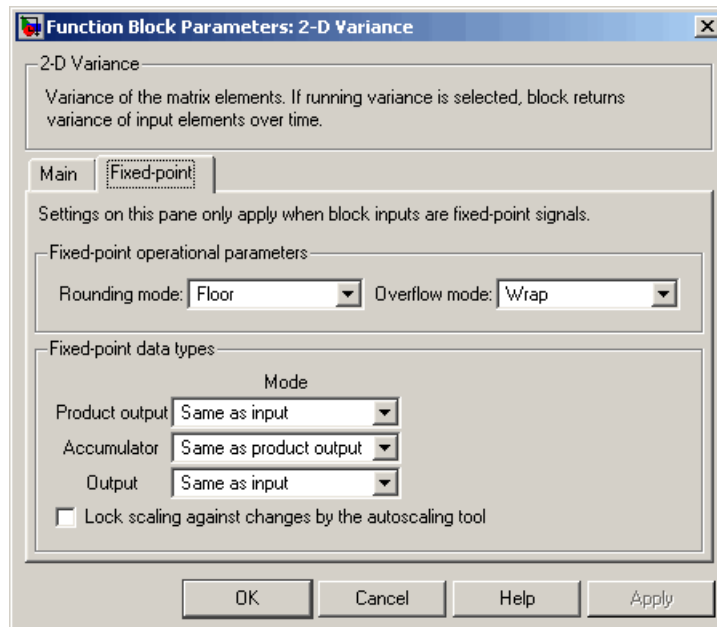 Function Block Parameters: 2-D Variance
2-D Variance
Variance of the matrix elements. If running variance is selected, block returns
variance of input elements over time.
Main Fixed-point
Settings on this pane only apply when block inputs are fixed-point signals.
Fixed-point operational parameters
Rounding mode: Floor Overflow mode: Wrap
Fixed-point data types
Mode
Product output Same as input
Accumulator Same as product output
Output Same as input
Lock scaling against changes by the autoscaling tool
OK Cancel Help Apply